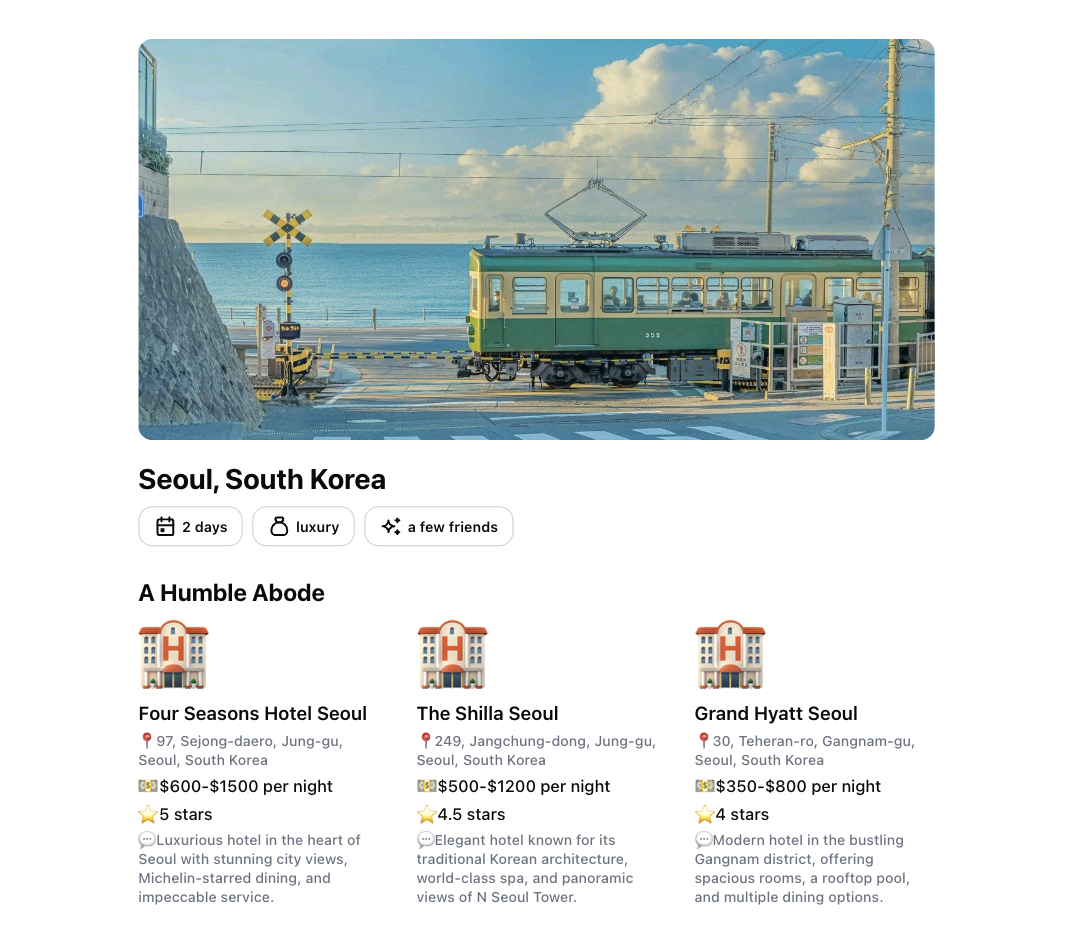 355
Seoul, South Korea
2 days
luxury
a few friends
A Humble Abode
Four Seasons Hotel Seoul
97, Sejong-daero, Jung-gu,
Seoul, South Korea
$600-$1500 per night
5 stars
Luxurious hotel in the heart of
Seoul with stunning city views,
Michelin-starred dining, and
impeccable service.
The Shilla Seoul
249, Jangchung-dong, Jung-gu,
Seoul, South Korea
$500-$1200 per night
4.5 stars
Elegant hotel known for its
traditional Korean architecture,
world-class spa, and panoramic
views of N Seoul Tower.
Grand Hyatt Seoul
30, Teheran-ro, Gangnam-gu,
Seoul, South Korea
$350-$800 per night
4 stars
Modern hotel in the bustling
Gangnam district, offering
spacious rooms, a rooftop pool,
and multiple dining options.